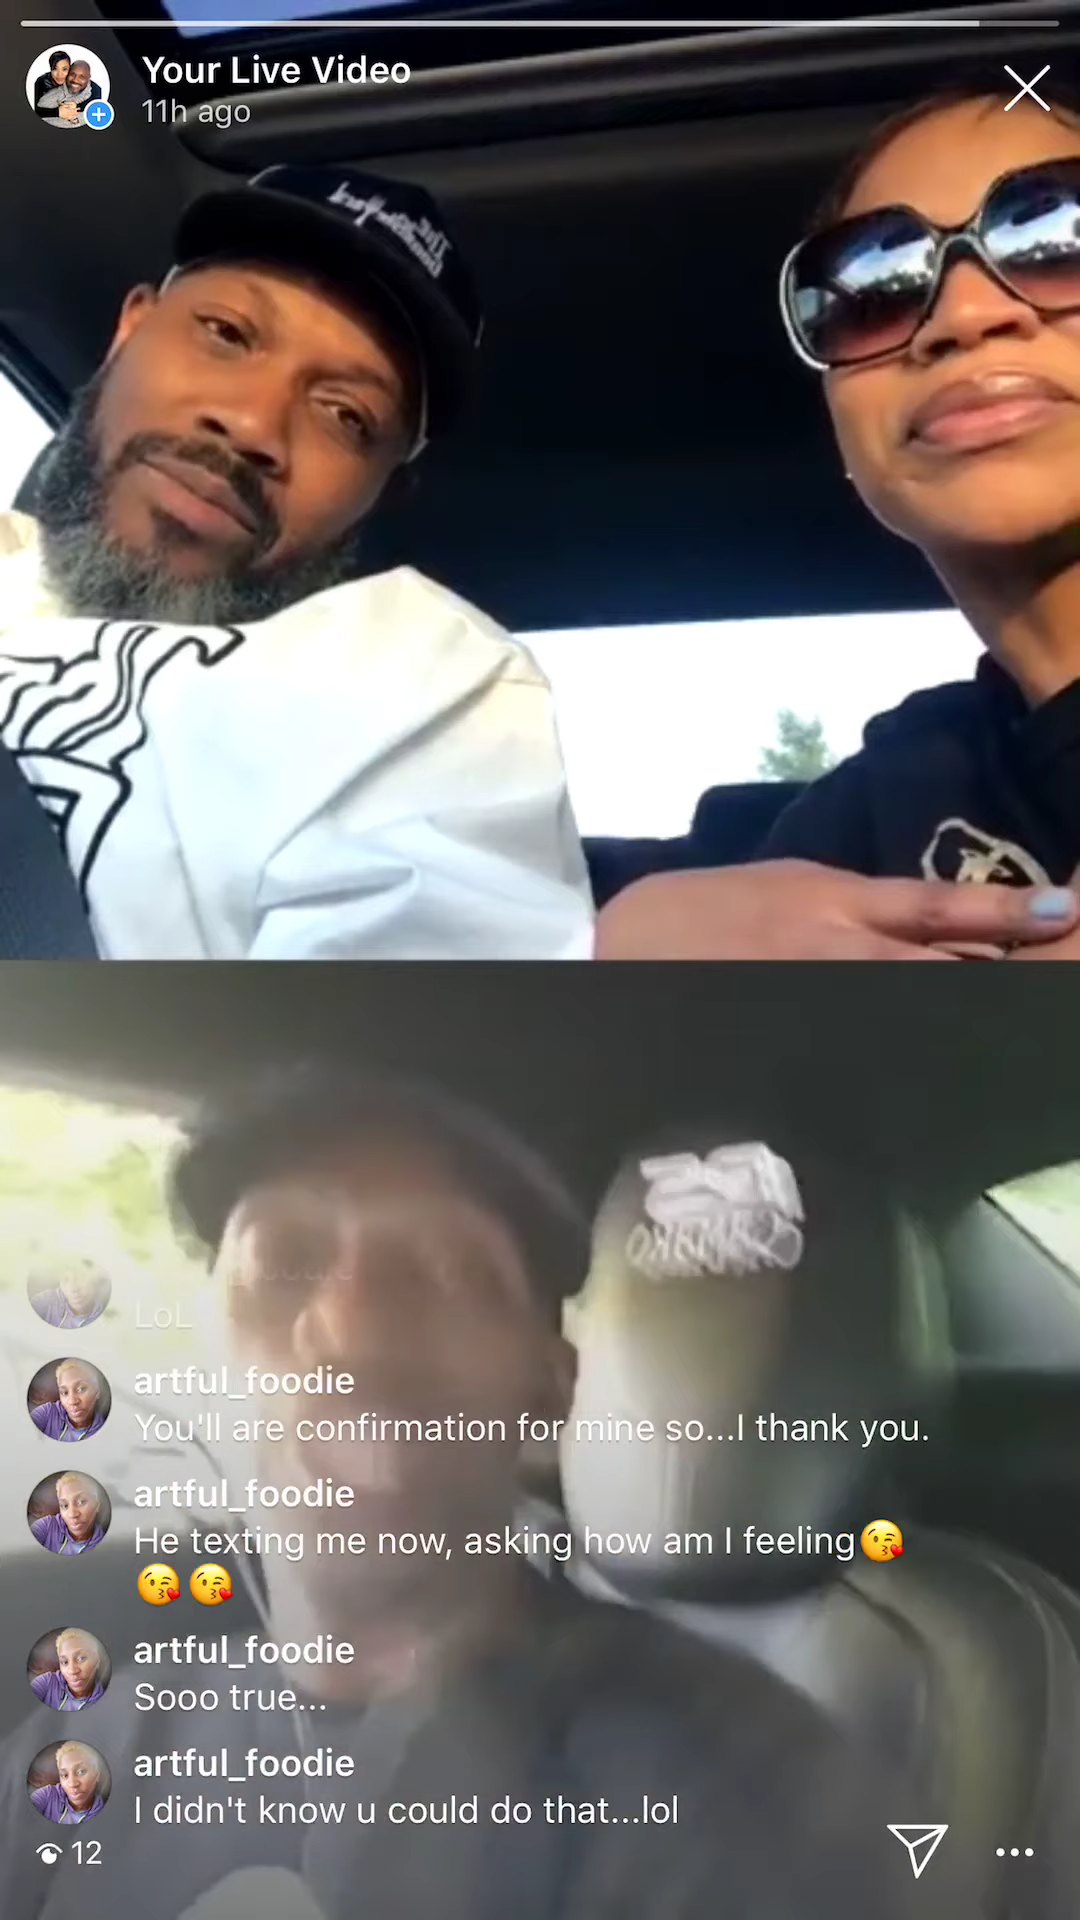 Your Live Video
11h ago
LoL
artful_foodie
You'll are confirmation for mine so...I thank you.
artful_foodie
He texting me now, asking how am I feeling😘
😘😘
artful_foodie
Sooo true...
artful_foodie
I didn't know u could do that...lol
12